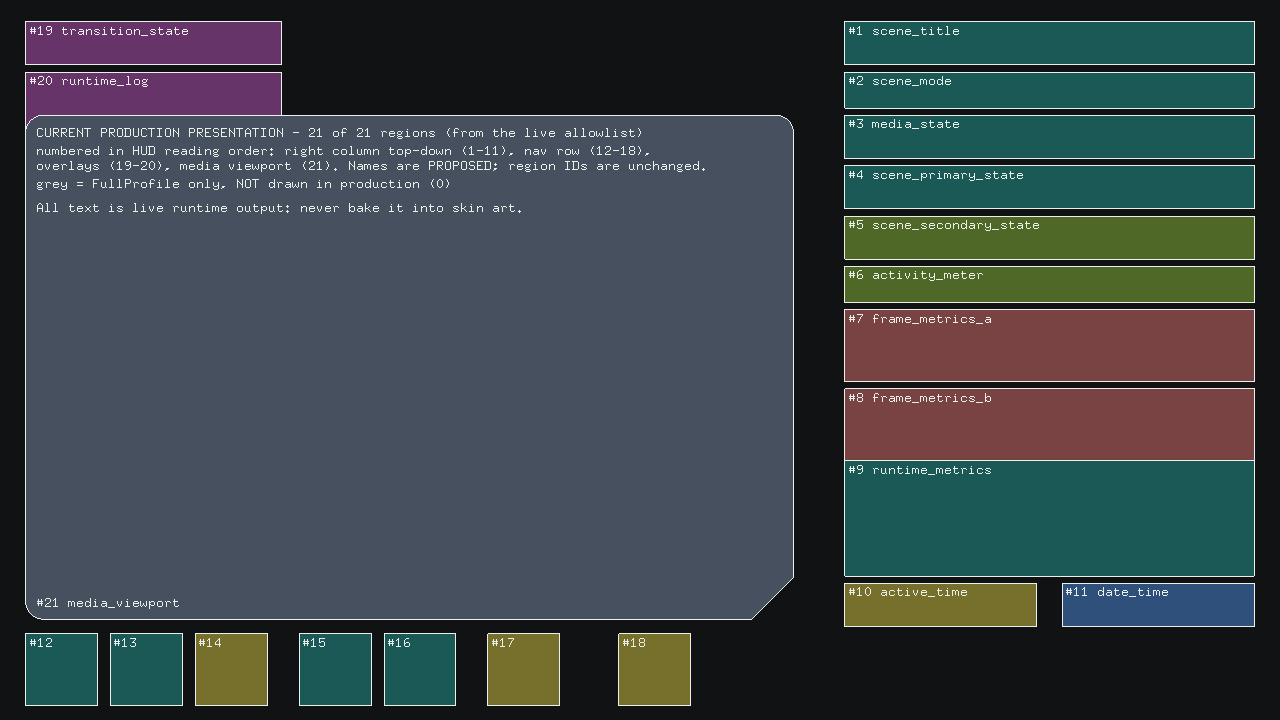 #19 transition_state
#20 runtime_log
CURRENT PRODUCTION PRESENTATION - 21 of 21 regions (from the live allowlist)
numbered in HUD reading order: right column top-down (1-11), nav row (12-18),
overlays (19-20), media viewport (21). Names are PROPOSED; region IDs are unchanged.
grey = FullProfile only, NOT drawn in production (0)
All text is live runtime output: never bake it into skin art.
#21 media_viewport
#1 scene_title
#2 scene_mode
#3 media_state
#4 scene_primary_state
#5 scene_secondary_state
#6 activity_meter
#7 frame_metrics_a
#8 frame_metrics_b
#9 runtime_metrics
#10 active_time
#11 date_time
#12
#13
#14
#15
#16
#17
#18